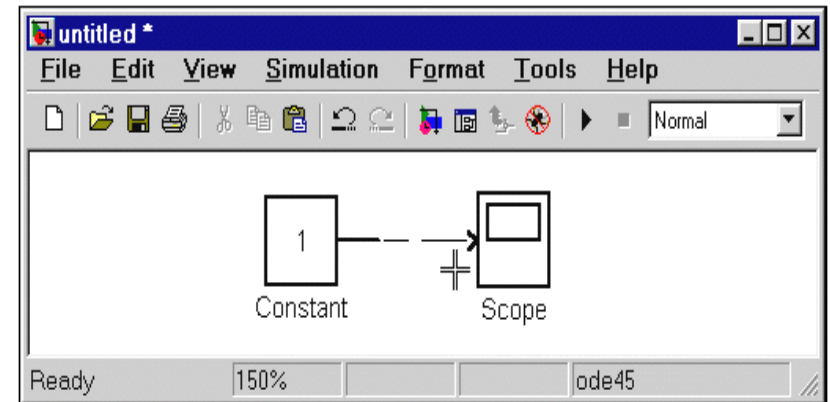 untitled *
File Edit View Simulation Format Tools Help
Normal
1
Constant Scope
Ready 150% ode45